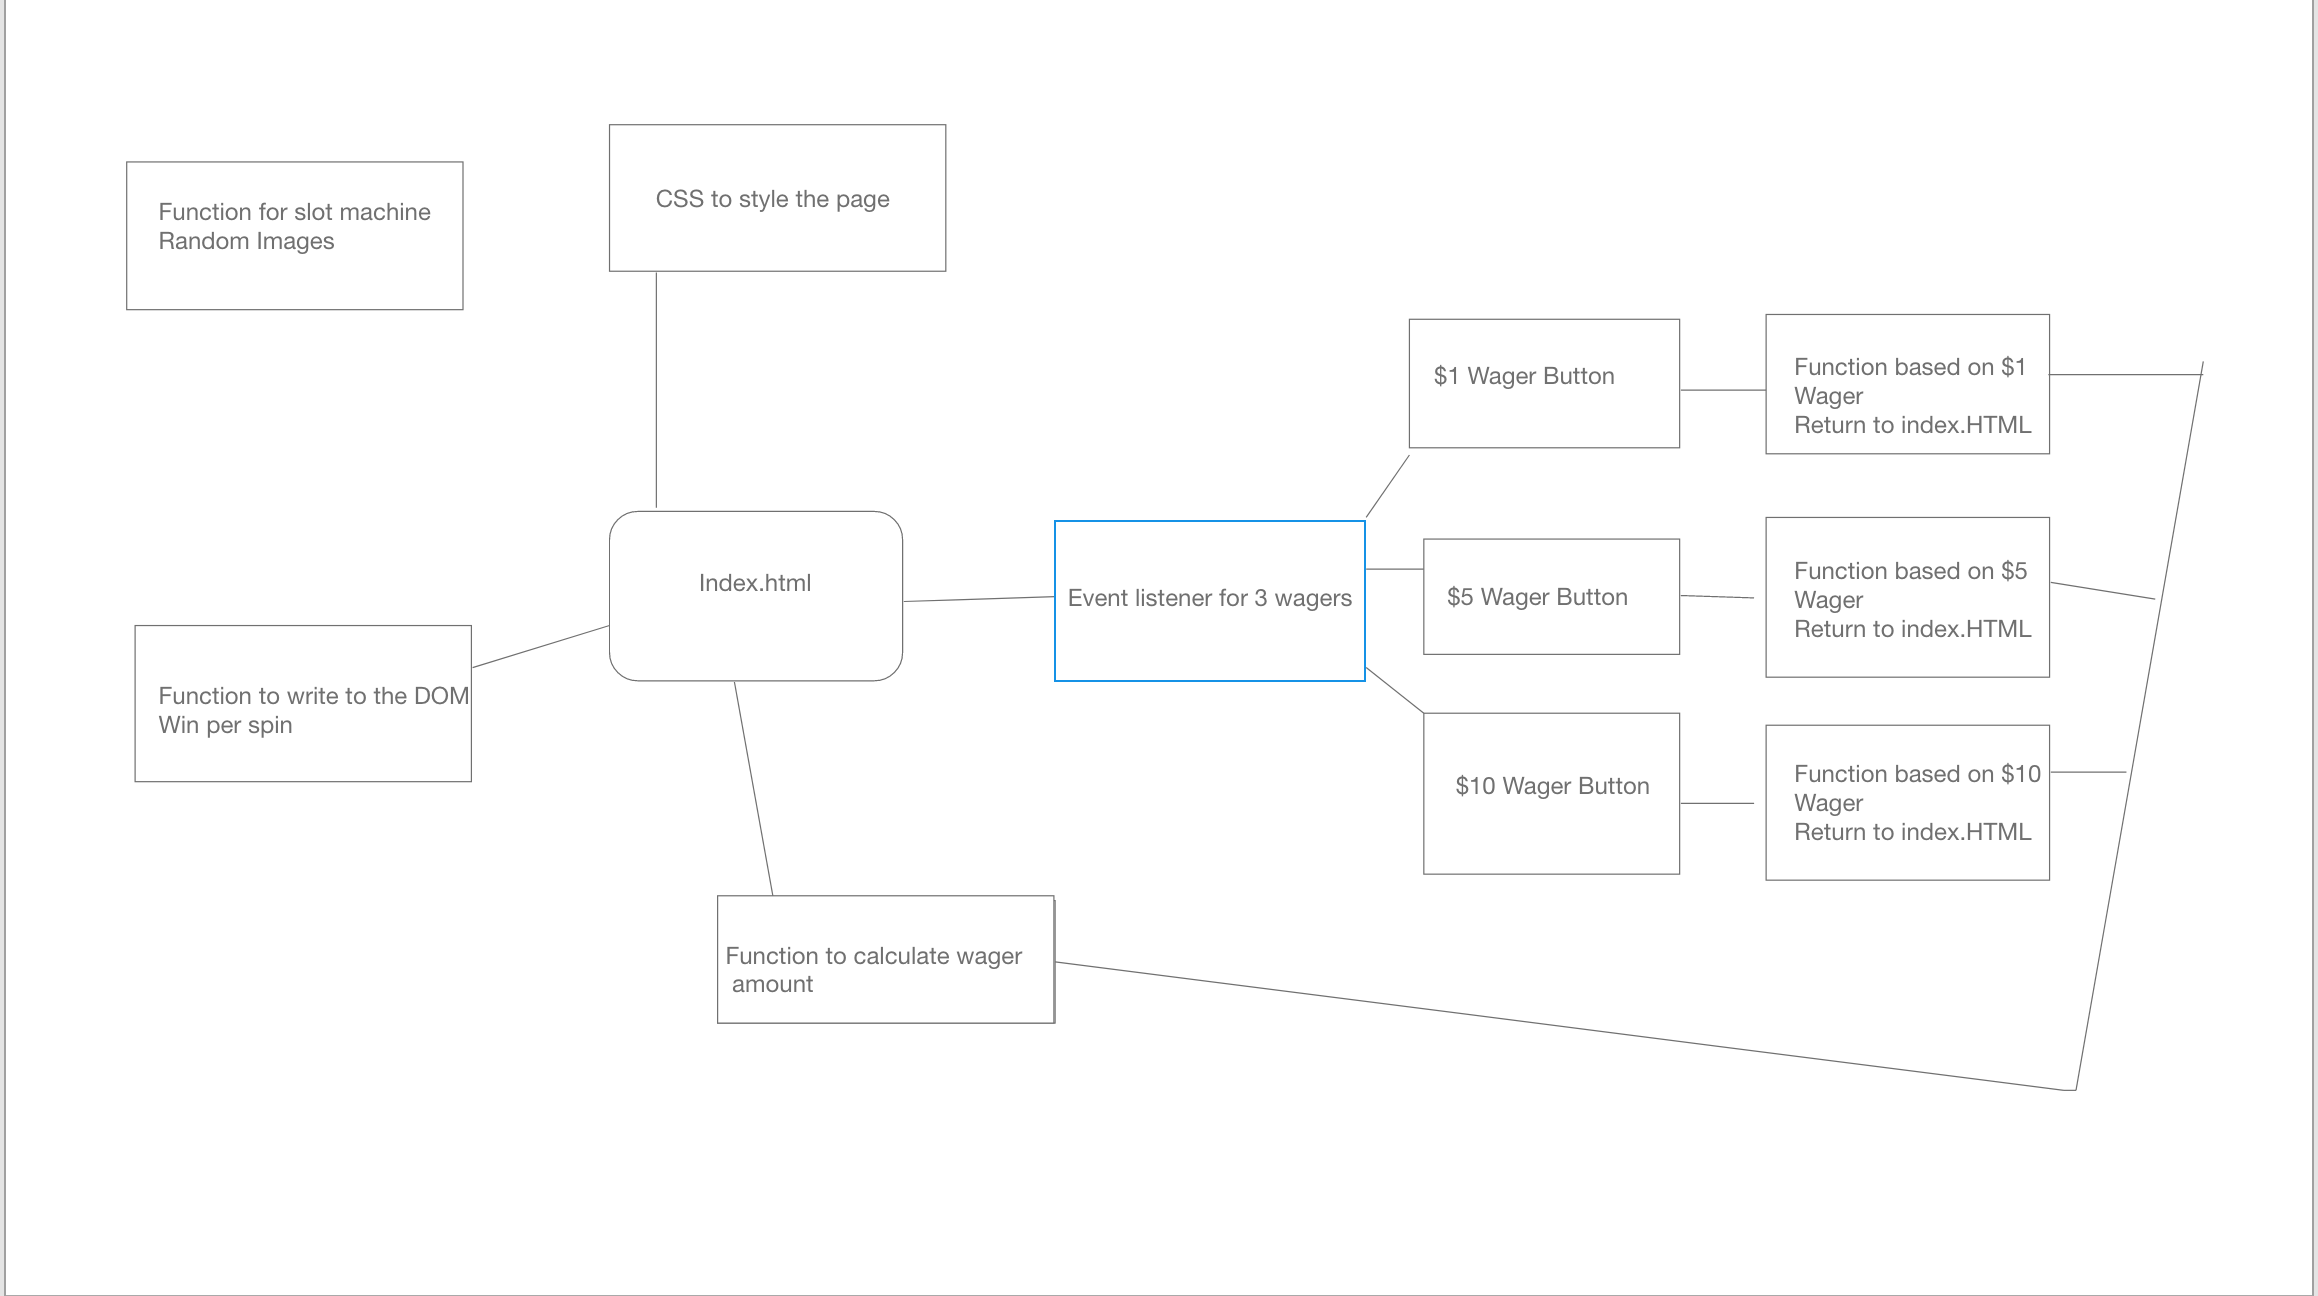 Function for slot machine
Random Images
CSS to style the page
Index.html
Function to write to the DOM
Win per spin
Function to calculate wager
amount
Event listener for 3 wagers
$1 Wager Button
Function based on $1
Wager
Return to index.HTML
$5 Wager Button
Function based on $5
Wager
Return to index.HTML
$10 Wager Button
Function based on $10
Wager
Return to index.HTML